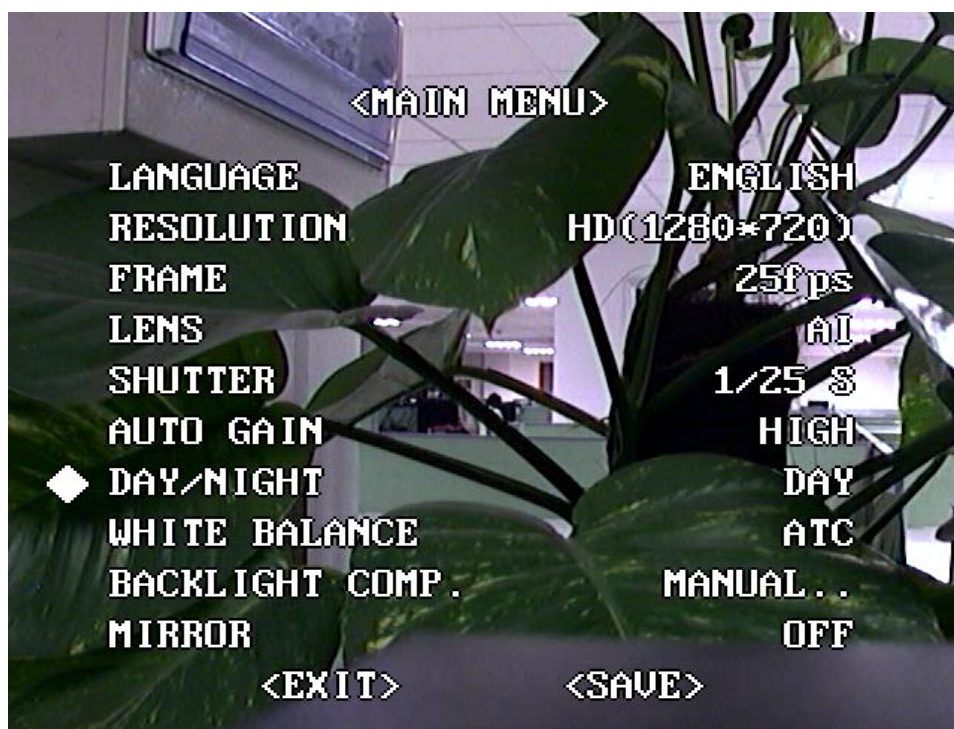 <MAIN MENU>
LANGUAGE ENGLISH
RESOLUTION HD(1280*720)
FRAME 25fps
LENS AI
SHUTTER 1/25 S
AUTO GAIN HIGH
DAY/NIGHT DAY
WHITE BALANCE ATC
BACKLIGHT COMP. MANUAL..
MIRROR OFF
<EXIT> <SAVE>